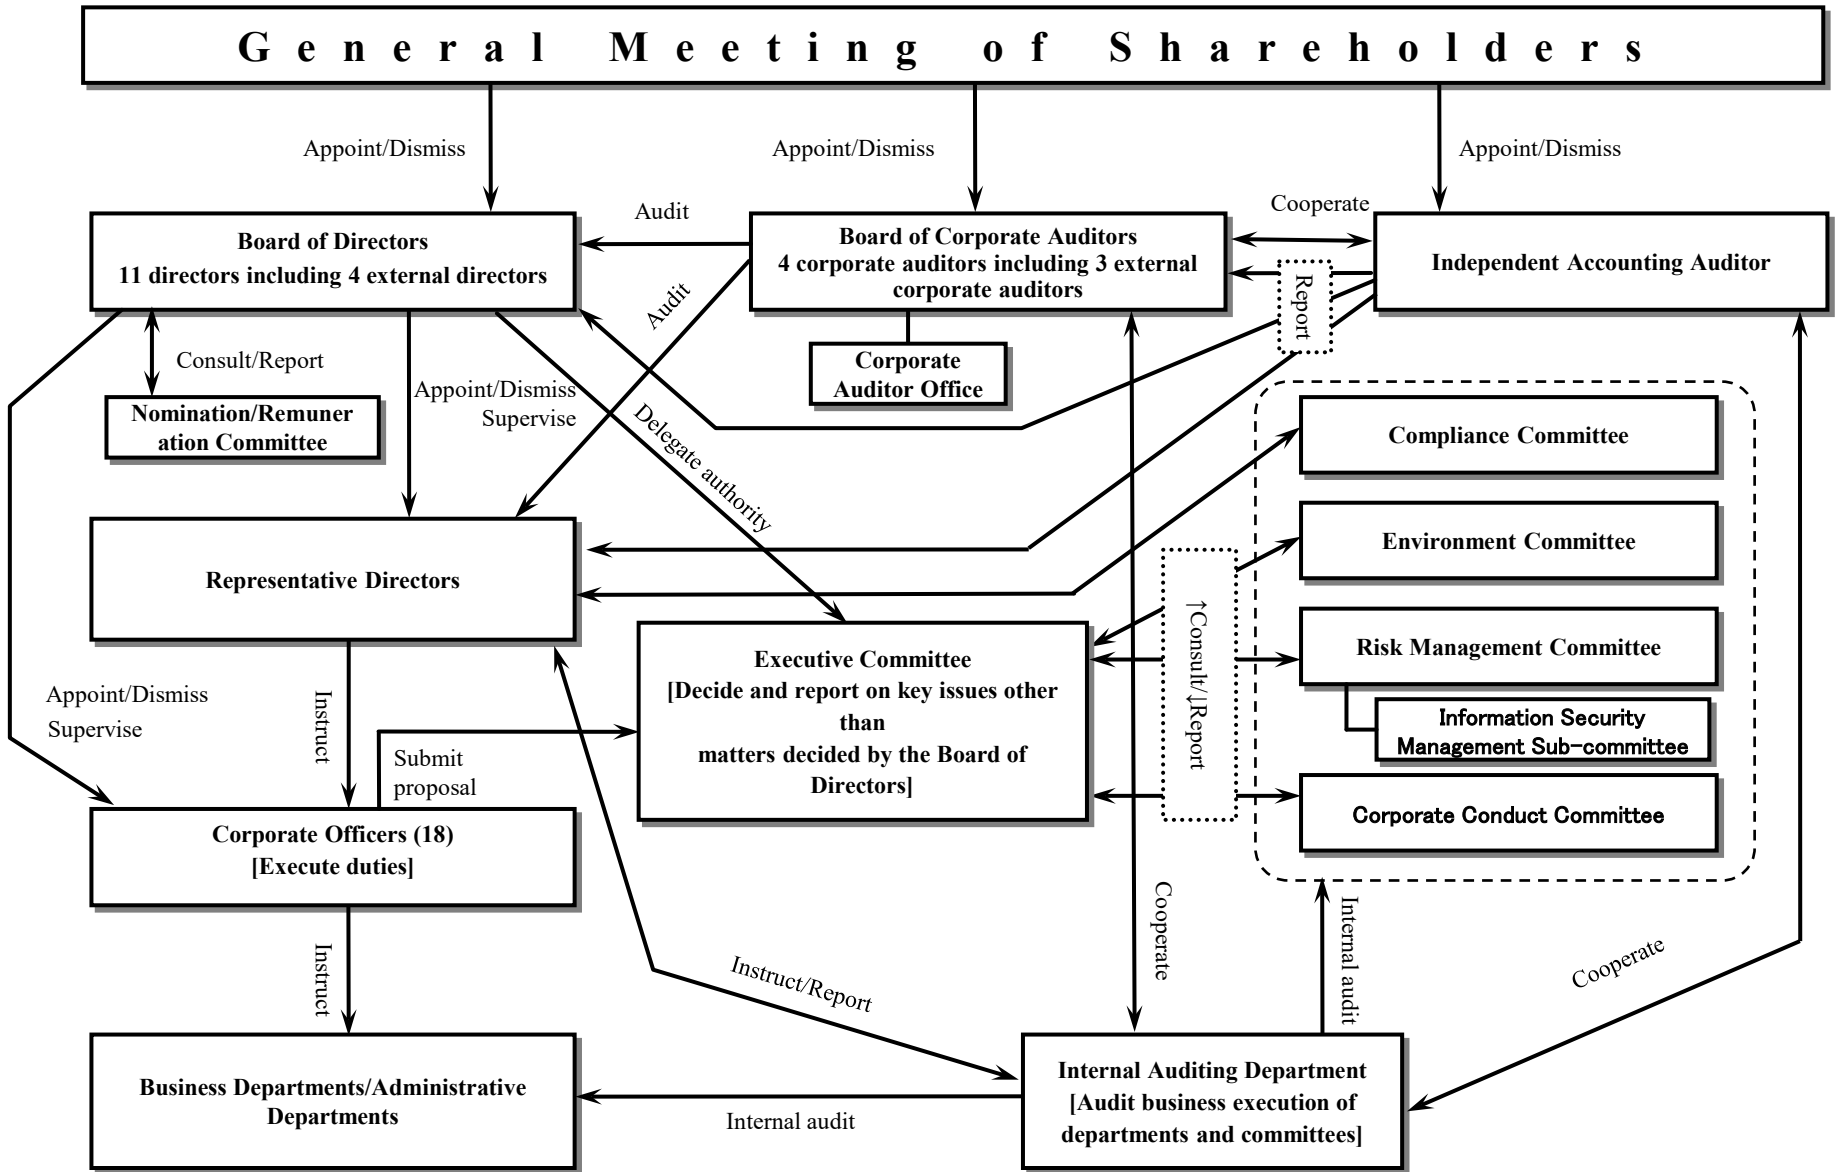 General Meeting of Shareholders
Appoint/Dismiss
Appoint/Dismiss
Appoint/Dismiss
Board of Directors
11 directors including 4 external directors
Audit
Board of Corporate Auditors
4 corporate auditors including 3 external
corporate auditors
Cooperate
Independent Accounting Auditor
Report
Audit
Consult/Report
Corporate
Auditor Office
Appoint/Dismiss
Supervise
Nomination/Remuner
ation Committee
Delegate authority
Compliance Committee
Environment Committee
Representative Directors
↑Consult/↓Report
Executive Committee
[Decide and report on key issues other
than
matters decided by the Board of
Directors]
Risk Management Committee
Information Security
Management Sub-committee
Appoint/Dismiss
Supervise
Instruct
Submit
proposal
Corporate Conduct Committee
Corporate Officers (18)
[Execute duties]
Cooperate
Internal audit
Cooperate
Instruct
Instruct/Report
Business Departments/Administrative
Departments
Internal audit
Internal Auditing Department
[Audit business execution of
departments and committees]